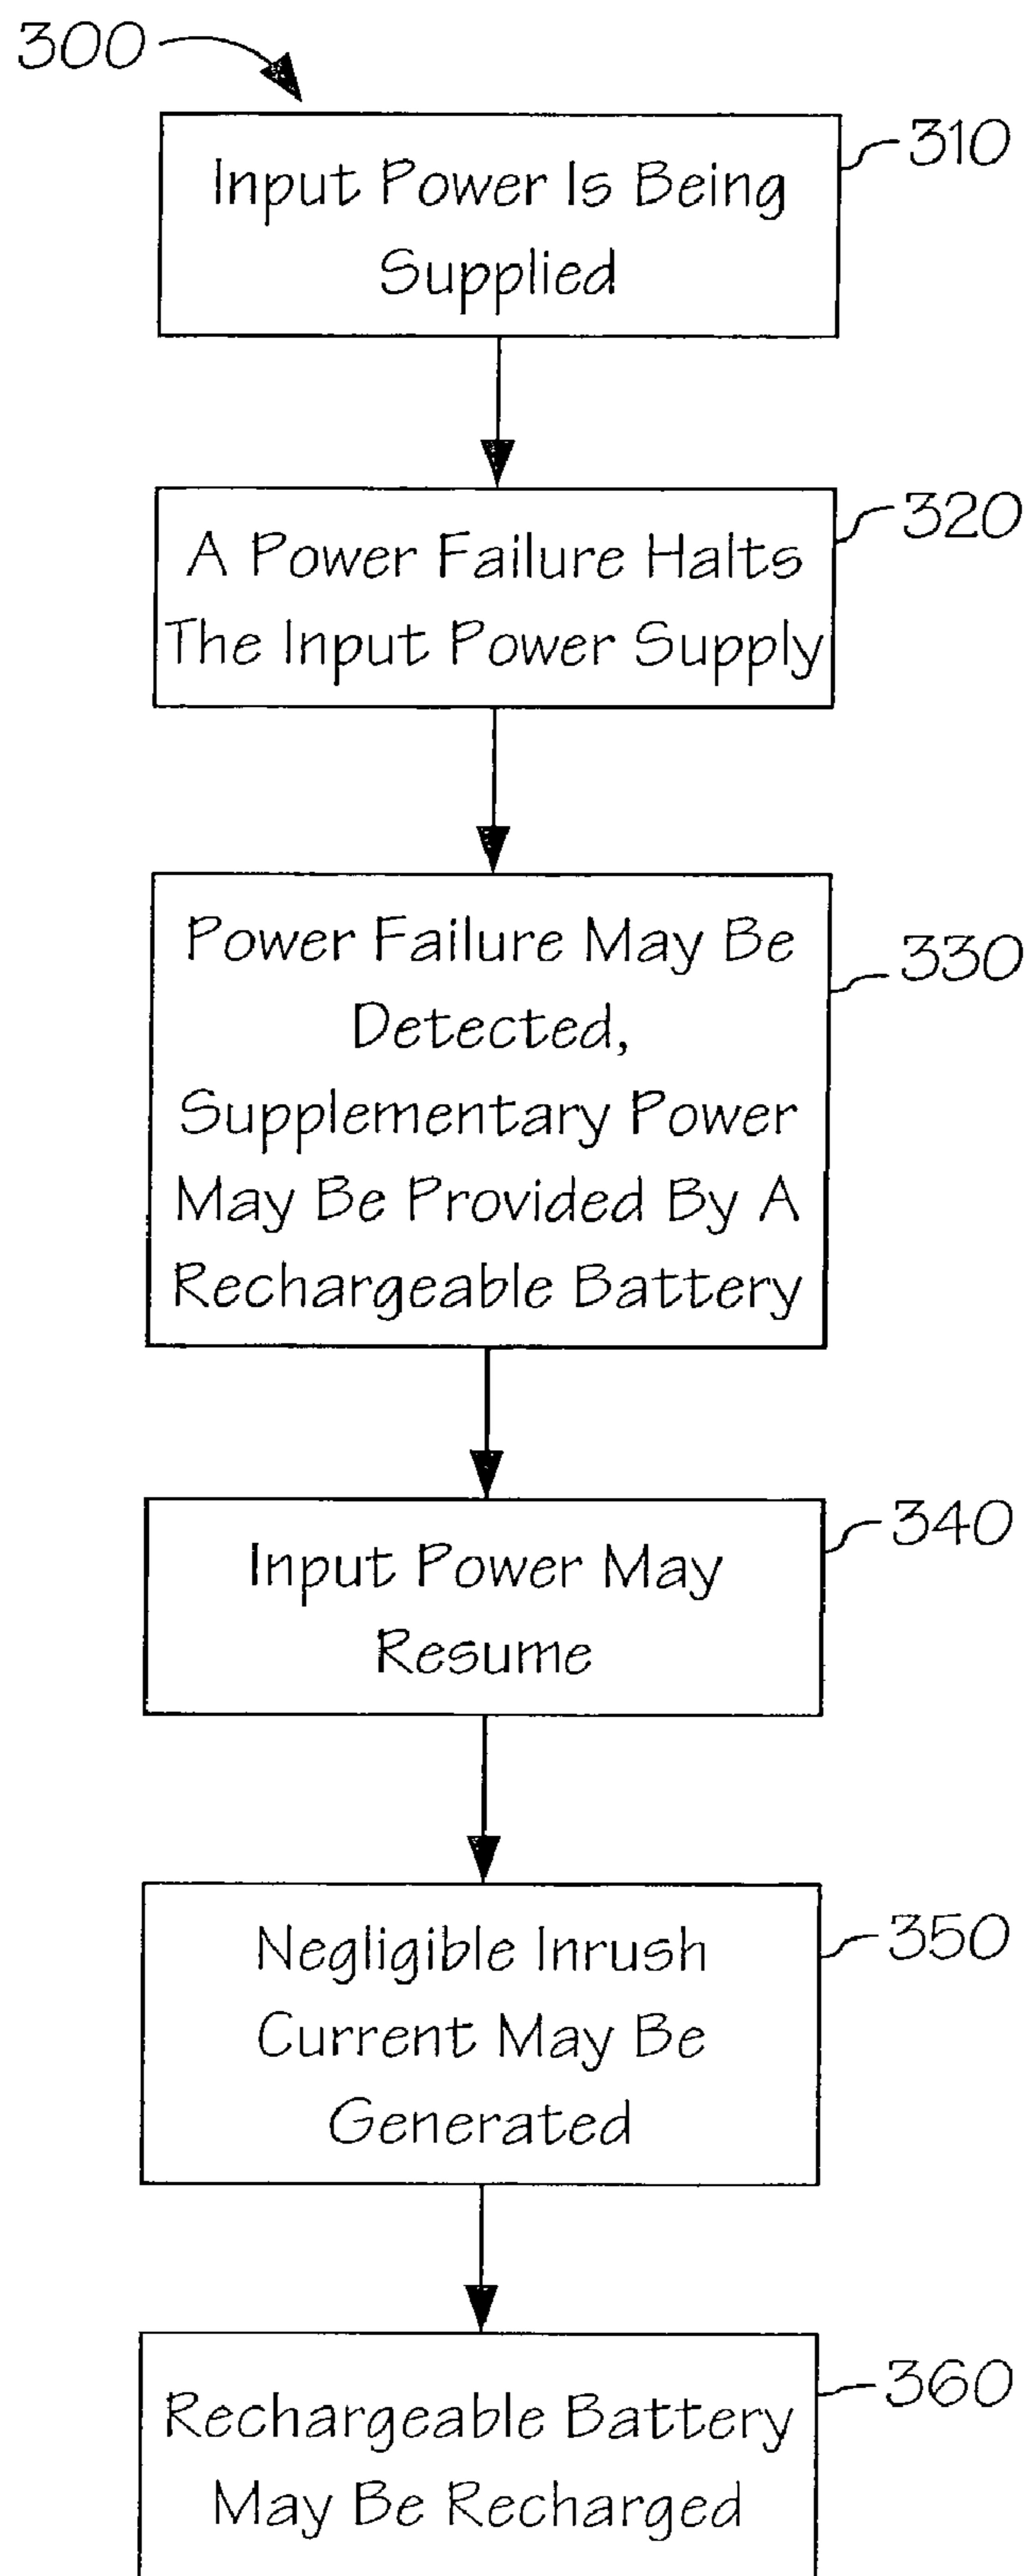 300
310
Input Power Is Being
Supplied
320
A Power Failure Halts
The Input Power Supply
330
Power Failure May Be
Detected,
Supplementary Power
May Be Provided By A
Rechargeable Battery
340
Input Power May
Resume
350
Negligible Inrush
Current May Be
Generated
360
Rechargeable Battery
May Be Recharged